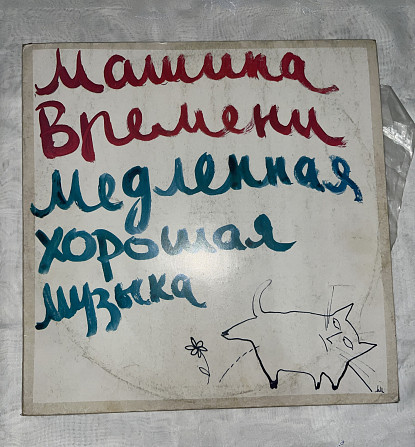 Машина
Времени
Медленная
хорошая
музыка